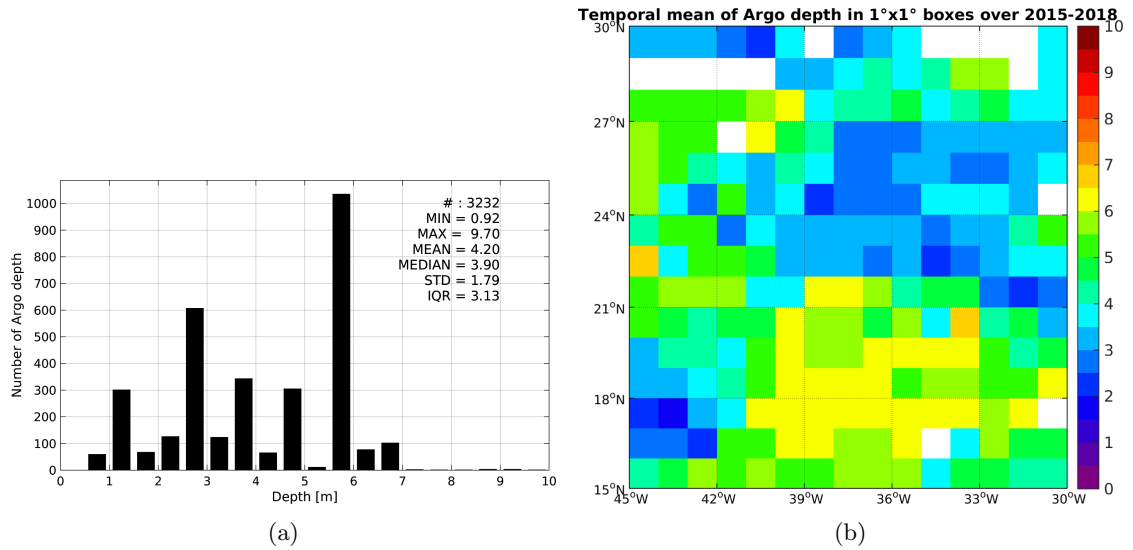 Temporal mean of Argo depth in 1°x1° boxes over 2015-2018
# : 3232
MIN = 0.92
MAX = 9.70
MEAN = 4.20
MEDIAN = 3.90
STD = 1.79
IQR = 3.13
Number of Argo depth
1000
900
800
700
600
500
400
300
200
100
0
0 1 2 3 4 5 6 7 8 9 10
Depth [m]
(a)
30°N
27°N
24°N
21°N
18°N
15°N
45°W 42°W 39°W 36°W 33°W 30°W
10
9
8
7
6
5
4
3
2
1
0
(b)